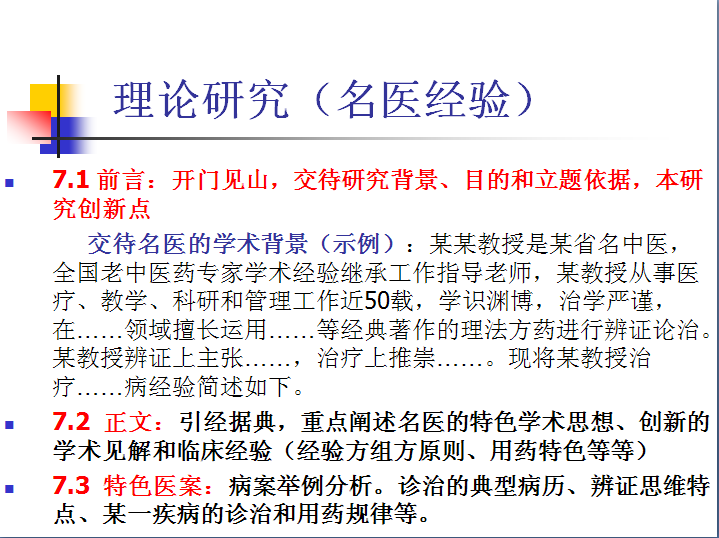 理论研究（名医经验）
7.1 前言：开门见山，交待研究背景、目的和立题依据，本研
究创新点
交待名医的学术背景（示例）：某某教授是某省名中医，
全国老中医药专家学术经验继承工作指导老师，某教授从事医
疗、教学、科研和管理工作近50载，学识渊博，治学严谨，
在……领域擅长运用……等经典著作的理法方药进行辨证论治。
某教授辨证上主张……，治疗上推崇……。现将某教授治
疗……病经验简述如下。
7.2 正文：引经据典，重点阐述名医的特色学术思想、创新的
学术见解和临床经验（经验方组方原则、用药特色等等）
7.3 特色医案：病案举例分析。诊治的典型病历、辨证思维特
点、某一疾病的诊治和用药规律等。